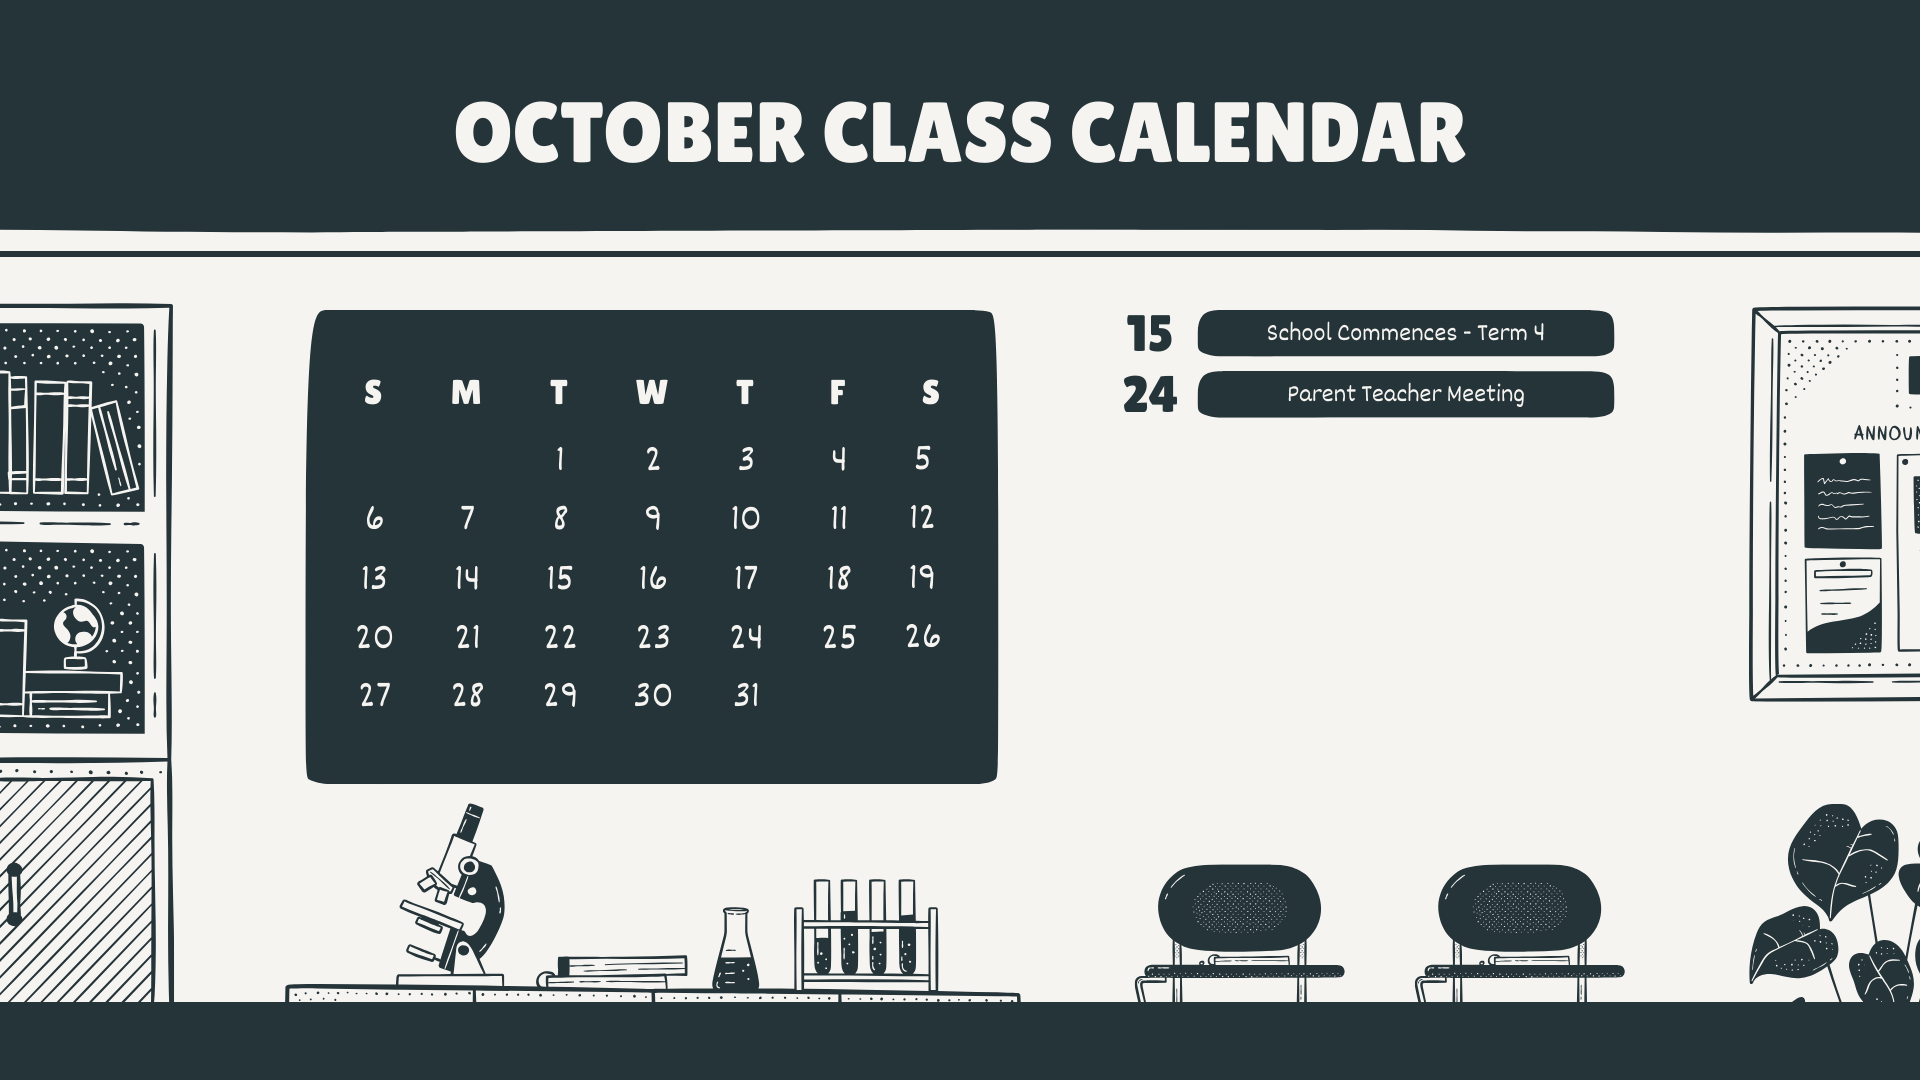 OCTOBER CLASS CALENDAR
S M T W T F S
1 2 3 4 5
6 7 8 9 10 11 12
13 14 15 16 17 18 19
20 21 22 23 24 25 26
27 28 29 30 31
15 School Commences - Term 4
24 Parent Teacher Meeting
ANNOUN